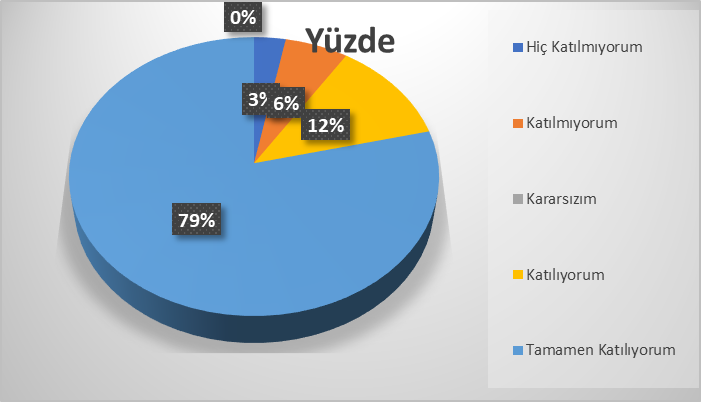 0%
Yüzde
3%
6%
12%
79%
Hiç Katılmıyorum
Katılmıyorum
Kararsızım
Katılıyorum
Tamamen Katılıyorum